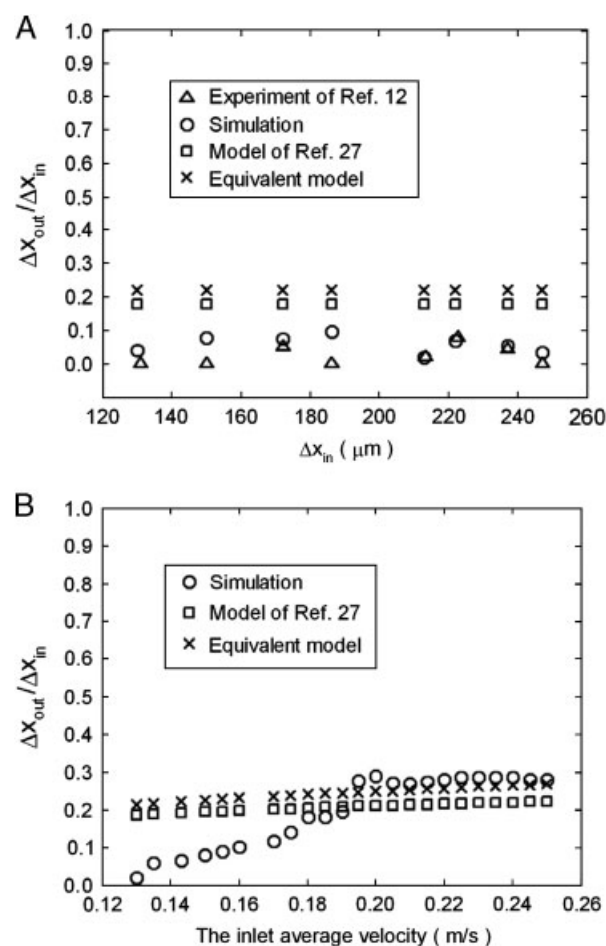 A
1.0
0.9
0.8
0.7
0.6
0.5
0.4
0.3
0.2
0.1
0.0
Δxout/Δxin
Experiment of Ref. 12
Simulation
Model of Ref. 27
Equivalent model
120 140 160 180 200 220 240 260
Δxin ( μm )
B
1.0
0.9
0.8
0.7
0.6
0.5
0.4
0.3
0.2
0.1
0.0
Δxout/Δxin
Simulation
Model of Ref. 27
Equivalent model
0.12 0.14 0.16 0.18 0.20 0.22 0.24 0.26
The inlet average velocity ( m/s )